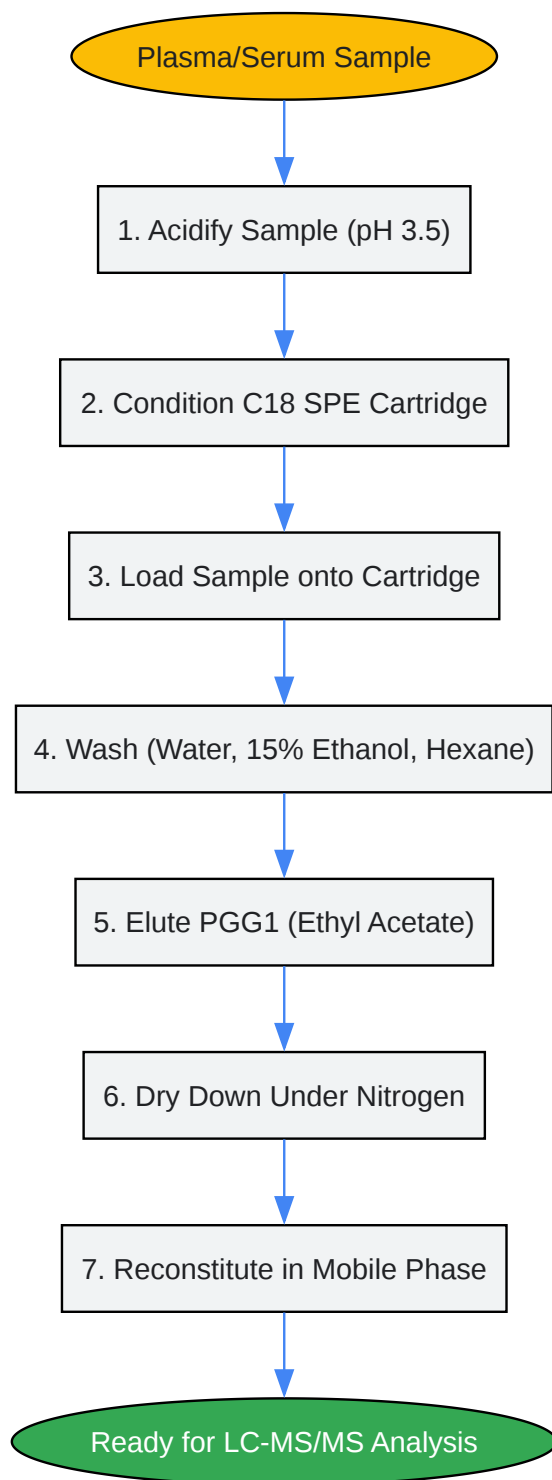 Plasma/Serum Sample
1. Acidify Sample (pH 3.5)
2. Condition C18 SPE Cartridge
3. Load Sample onto Cartridge
4. Wash (Water, 15% Ethanol, Hexane)
5. Elute PGG1 (Ethyl Acetate)
6. Dry Down Under Nitrogen
7. Reconstitute in Mobile Phase
Ready for LC-MS/MS Analysis